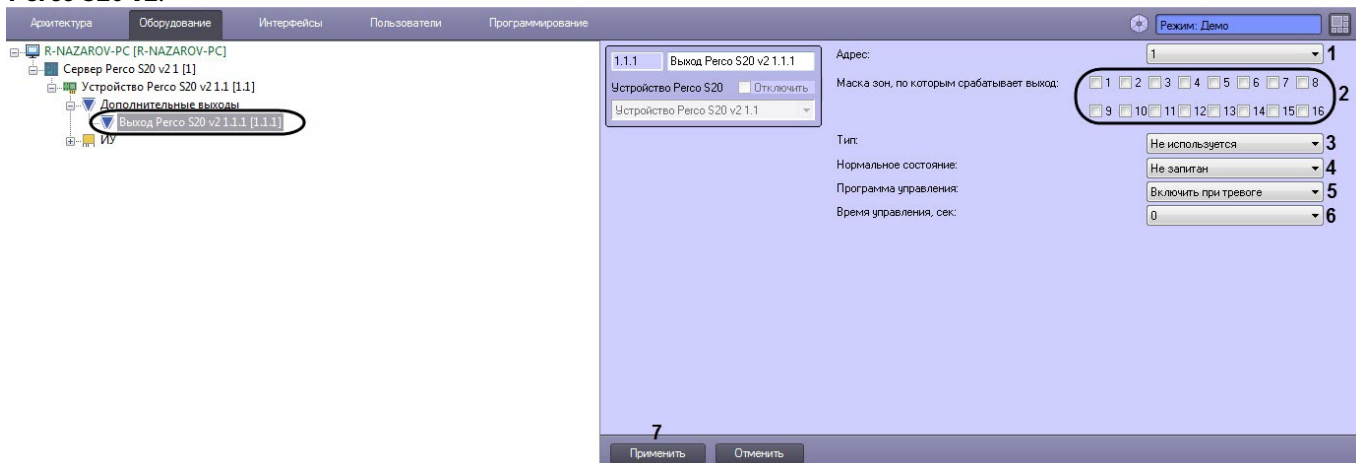 Архитектура Оборудование Интерфейсы Пользователи Программирование Режим: Демо
R-NAZAROV-PC [R-NAZAROV-PC]
Сервер Perco S20 v2 1 [1]
Устройство Perco S20 v2 1.1 [1.1]
Дополнительные выходы
Выход Perco S20 v2 1.1.1 [1.1.1]
ИУ
1.1.1 Выход Perco S20 v2 1.1.1
Устройство Perco S20 Отключить
Устройство Perco S20 v2 1.1
Адрес: 1 1
Маска зон, по которым срабатывает выход: 1 2 3 4 5 6 7 8
9 10 11 12 13 14 15 16
2
Тип: Не используется 3
Нормальное состояние: Не запитан 4
Программа управления: Включить при тревоге 5
Время управления, сек: 0 6
7
Применить Отменить